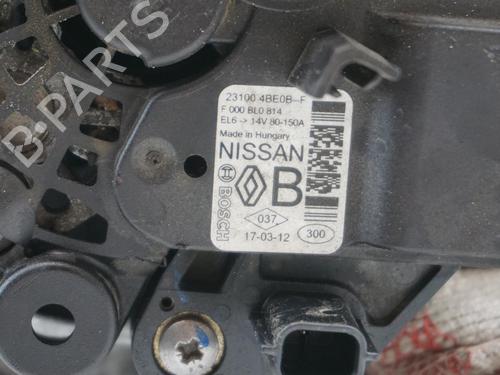 B-PARTS
23100 4BE0B--F
F 000 BL0 814
EL6 -> 14V 80-150A
Made in Hungary
NISSAN
BOSCH
B
037
17-03-12
300